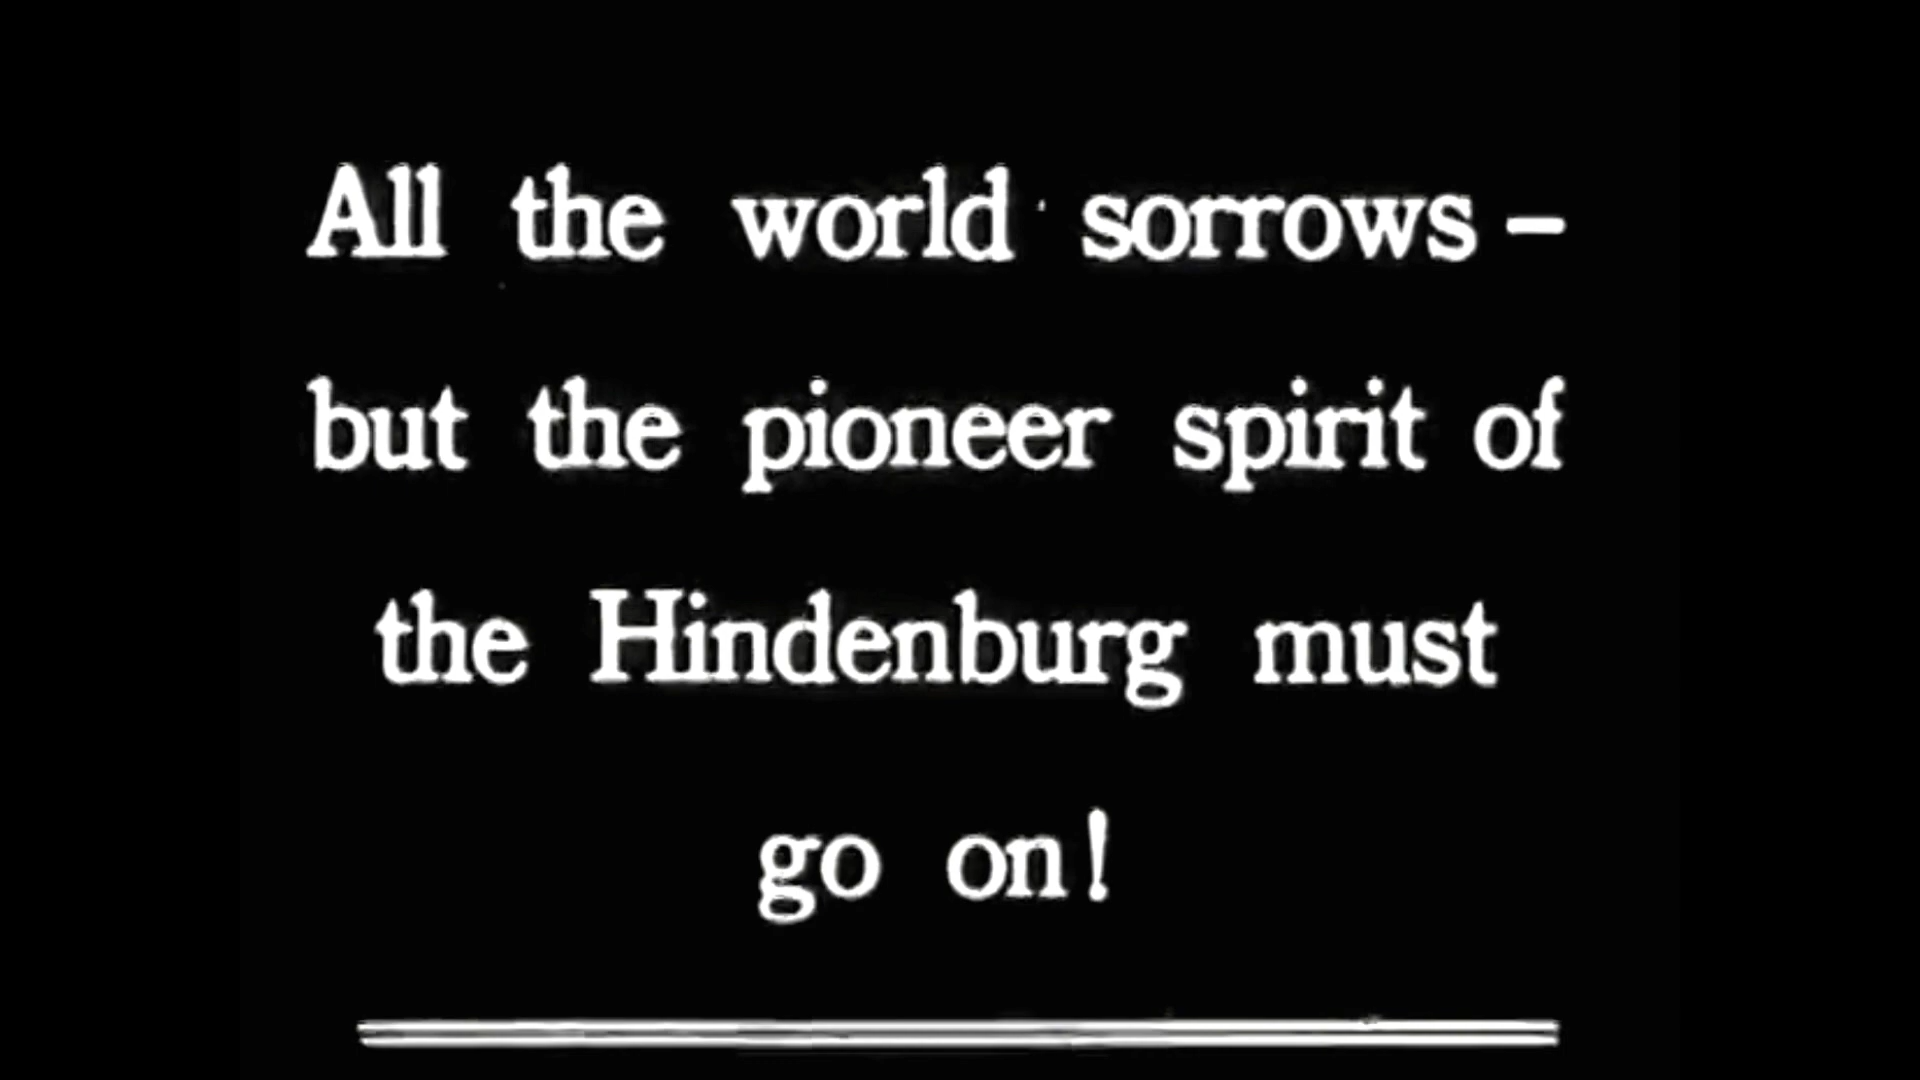 All the world sorrows –
but the pioneer spirit of
the Hindenburg must
go on!